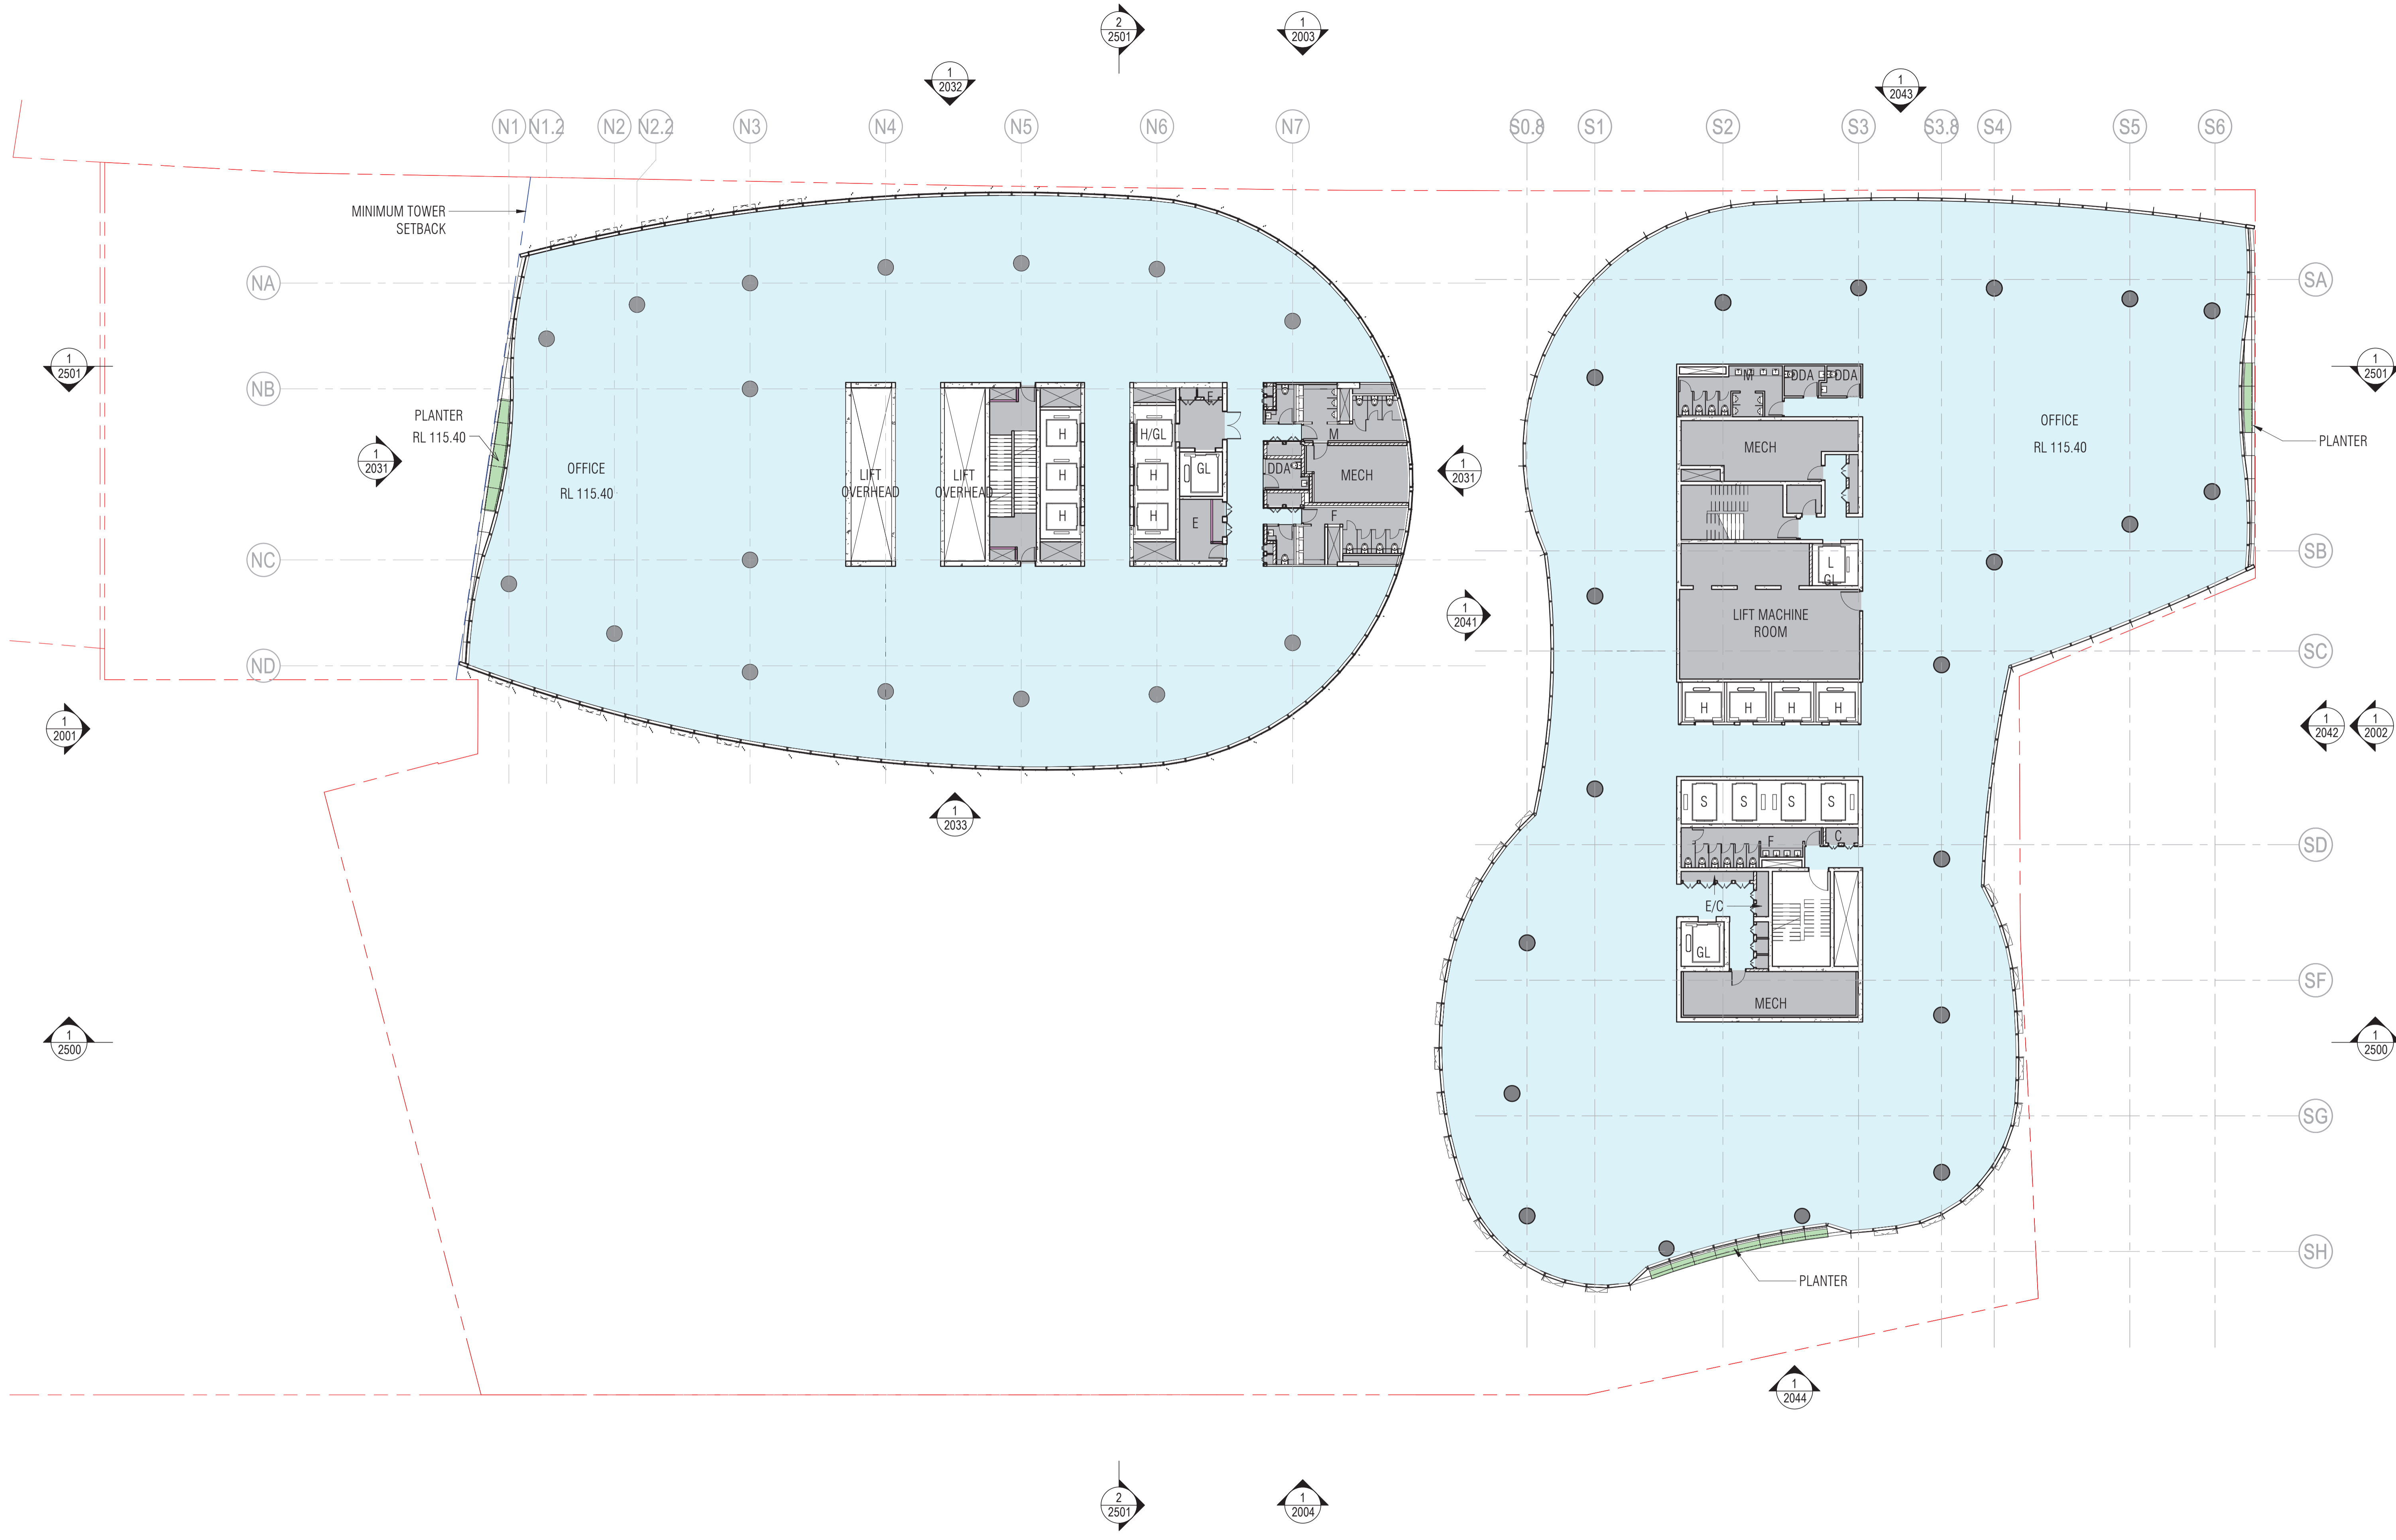 2
2501
1
2003
1
2032
1
2043
N1
N1.2
N2
N2.2
N3
N4
N5
N6
N7
S0.8
S1
S2
S3
S3.8
S4
S5
S6
MINIMUM TOWER
SETBACK
NA
SA
1
2501
1
2501
NB
M
DDA
DDA
E
PLANTER
RL 115.40
OFFICE
RL 115.40
PLANTER
H
H/GL
M
MECH
1
2031
OFFICE
RL 115.40
LIFT
OVERHEAD
LIFT
OVERHEAD
H
H
GL
DDA
MECH
1
2031
H
H
E
F
NC
SB
L
GL
1
2041
LIFT MACHINE
ROOM
ND
SC
H
H
H
H
1
2001
1
2042
1
2002
1
2033
S
S
S
S
F
C
SD
E/C
GL
SF
MECH
1
2500
1
2500
SG
SH
PLANTER
1
2044
2
2501
1
2004